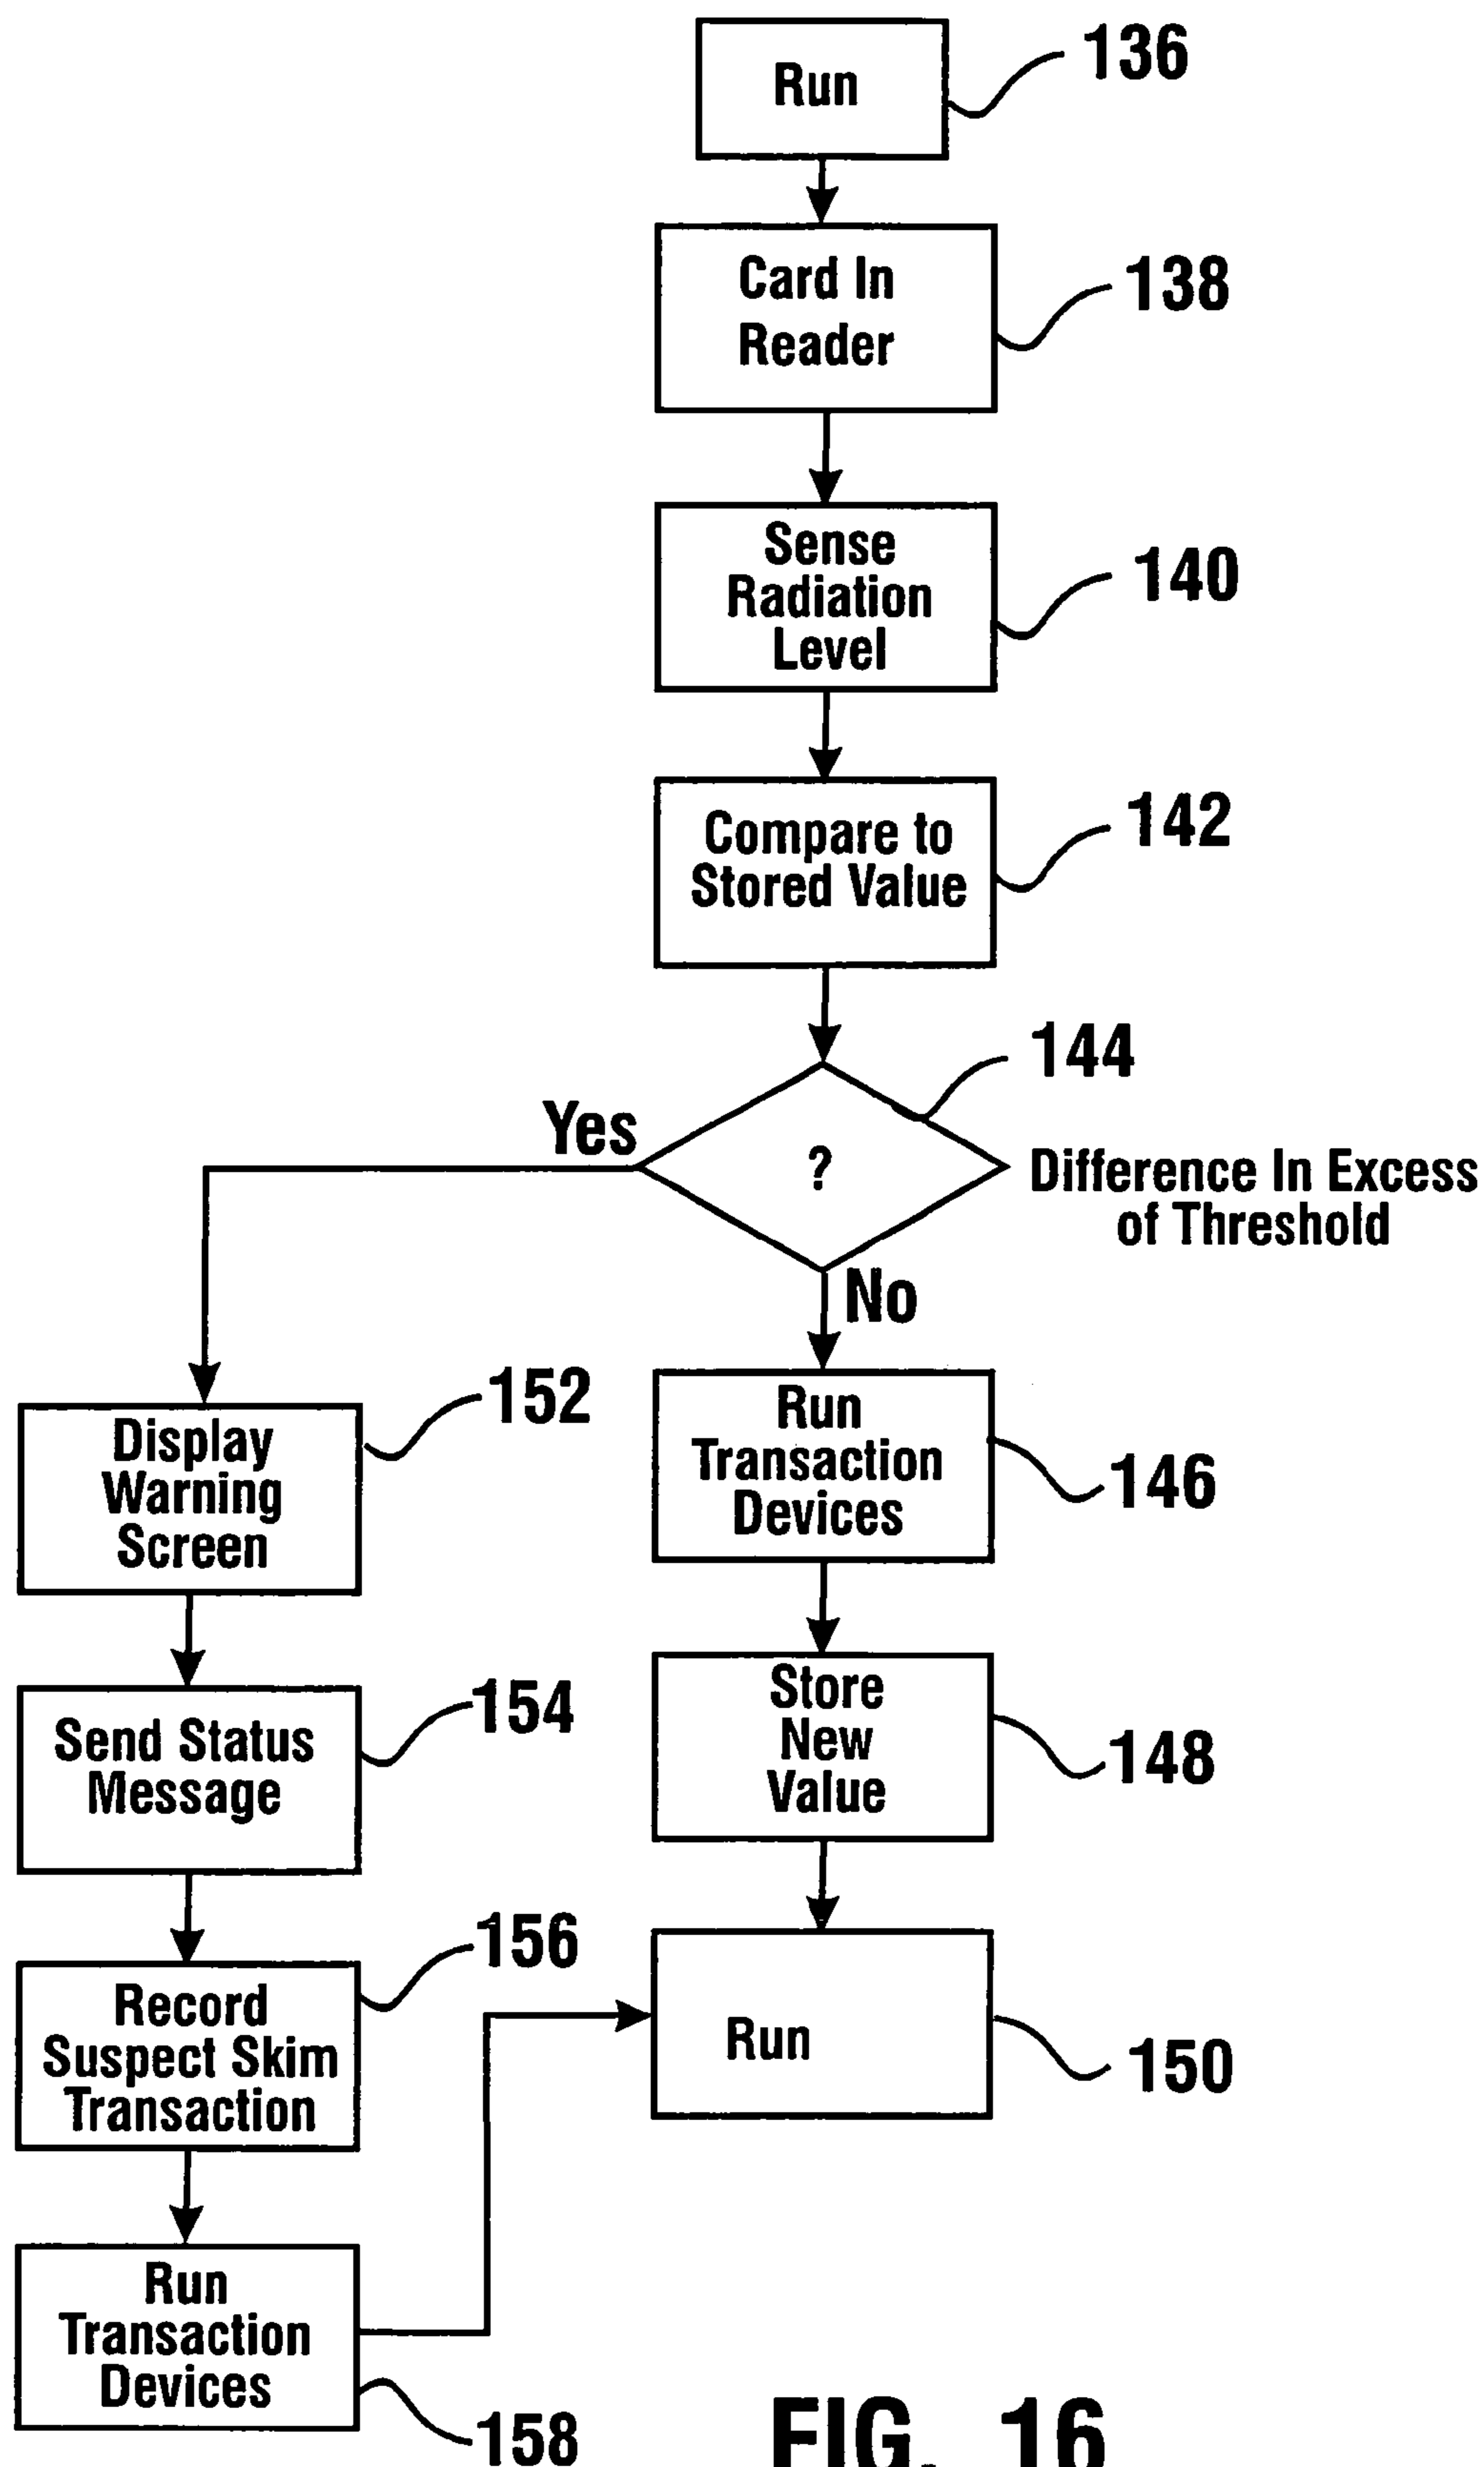 Run
136
Card In
Reader
138
Sense
Radiation
Level
140
Compare to
Stored Value
142
144
Yes
?
Difference In Excess
of Threshold
No
Display
Warning
Screen
152
Run
Transaction
Devices
146
Send Status
Message
154
Store
New
Value
148
Record
Suspect Skim
Transaction
156
Run
150
Run
Transaction
Devices
158
FIG. 16